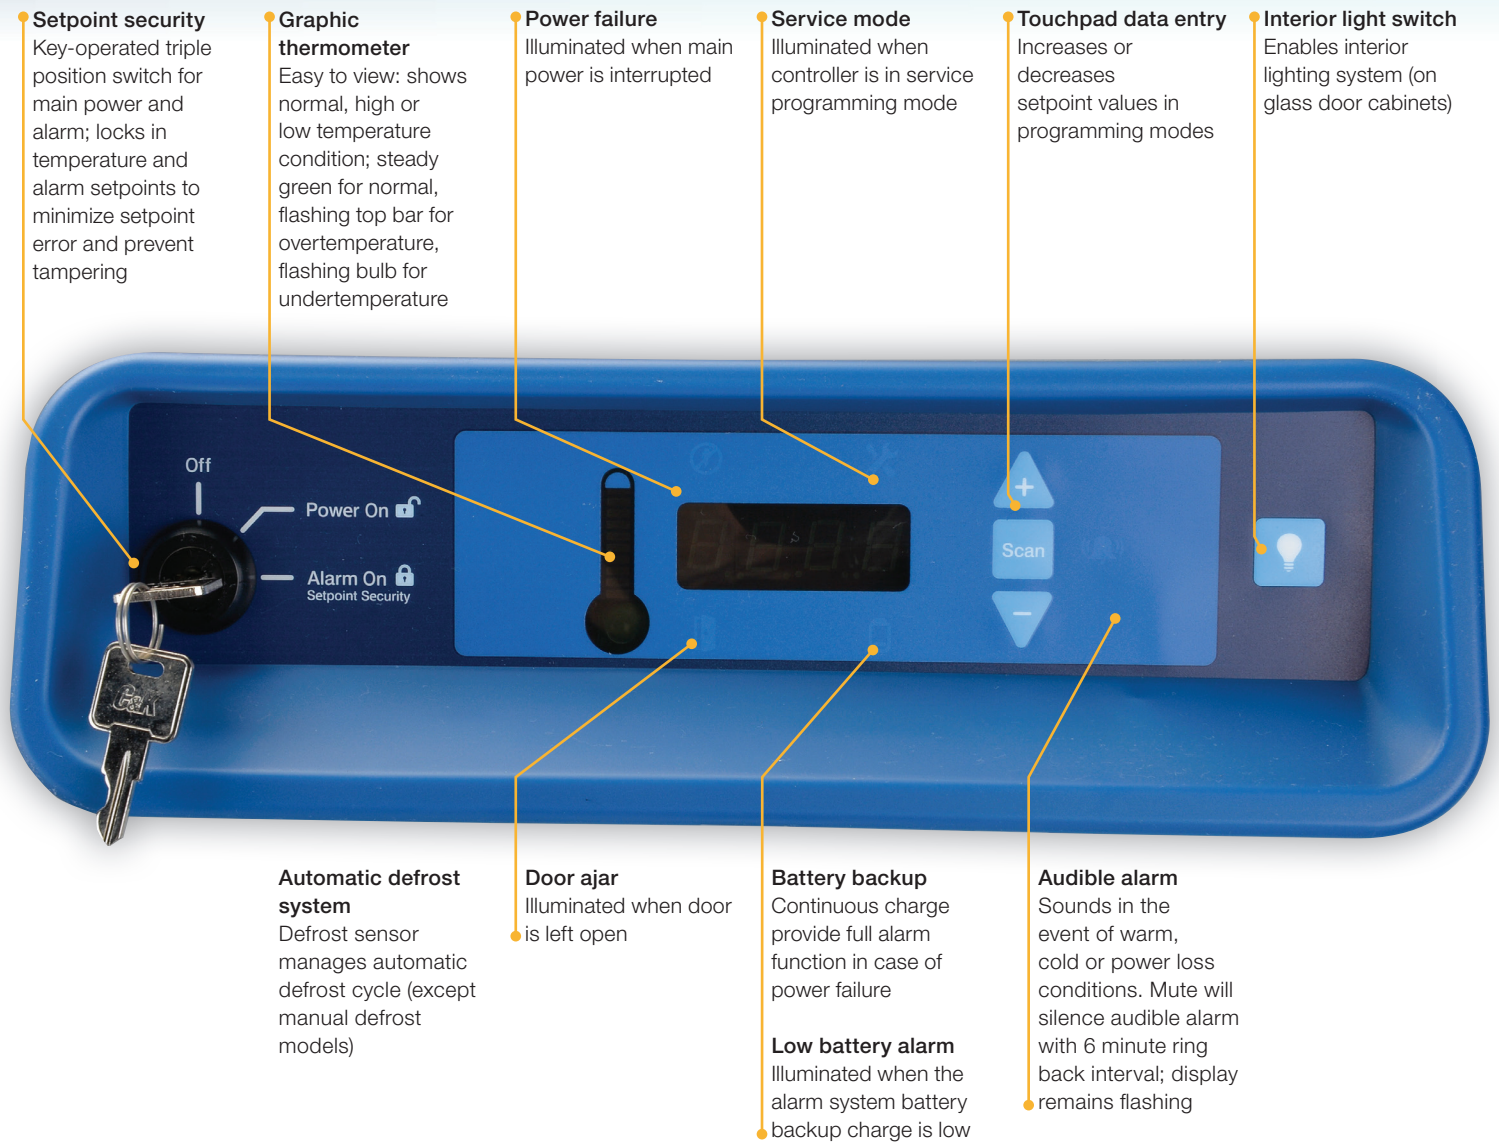 Setpoint security
Key-operated triple
position switch for
main power and
alarm; locks in
temperature and
alarm setpoints to
minimize setpoint
error and prevent
tampering
Graphic
thermometer
Easy to view: shows
normal, high or
low temperature
condition; steady
green for normal,
flashing top bar for
overtemperature,
flashing bulb for
undertemperature
Power failure
Illuminated when main
power is interrupted
Service mode
Illuminated when
controller is in service
programming mode
Touchpad data entry
Increases or
decreases
setpoint values in
programming modes
Interior light switch
Enables interior
lighting system (on
glass door cabinets)
Off
Power On
Alarm On
Setpoint Security
+
Scan
−
C&K
Automatic defrost
system
Defrost sensor
manages automatic
defrost cycle (except
manual defrost
models)
Door ajar
Illuminated when door
is left open
Battery backup
Continuous charge
provide full alarm
function in case of
power failure
Low battery alarm
Illuminated when the
alarm system battery
backup charge is low
Audible alarm
Sounds in the
event of warm,
cold or power loss
conditions. Mute will
silence audible alarm
with 6 minute ring
back interval; display
remains flashing